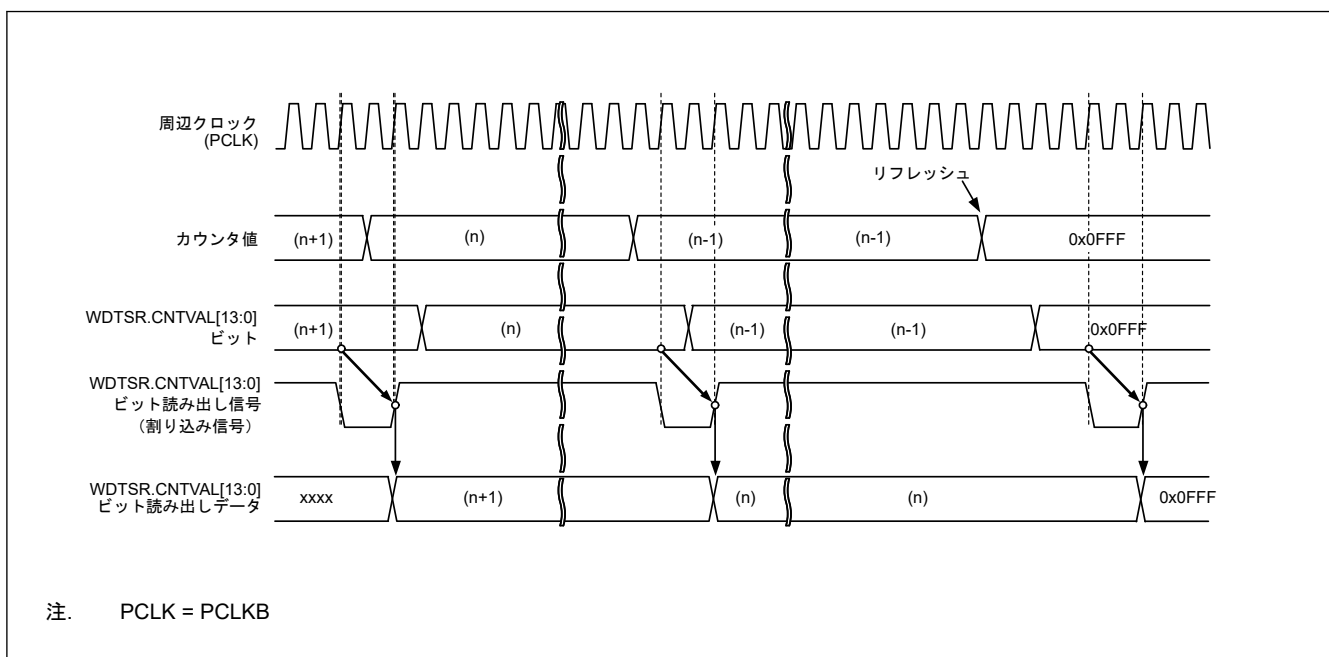 周辺クロック
(PCLK)
リフレッシュ
カウンタ値
(n+1)
(n)
(n-1)
(n-1)
0x0FFF
WDTSR.CNTVAL[13:0]
ビット
(n+1)
(n)
(n-1)
(n-1)
0x0FFF
WDTSR.CNTVAL[13:0]
ビット読み出し信号
（割り込み信号）
WDTSR.CNTVAL[13:0]
ビット読み出しデータ
xxxx
(n+1)
(n)
(n)
0x0FFF
注. PCLK = PCLKB